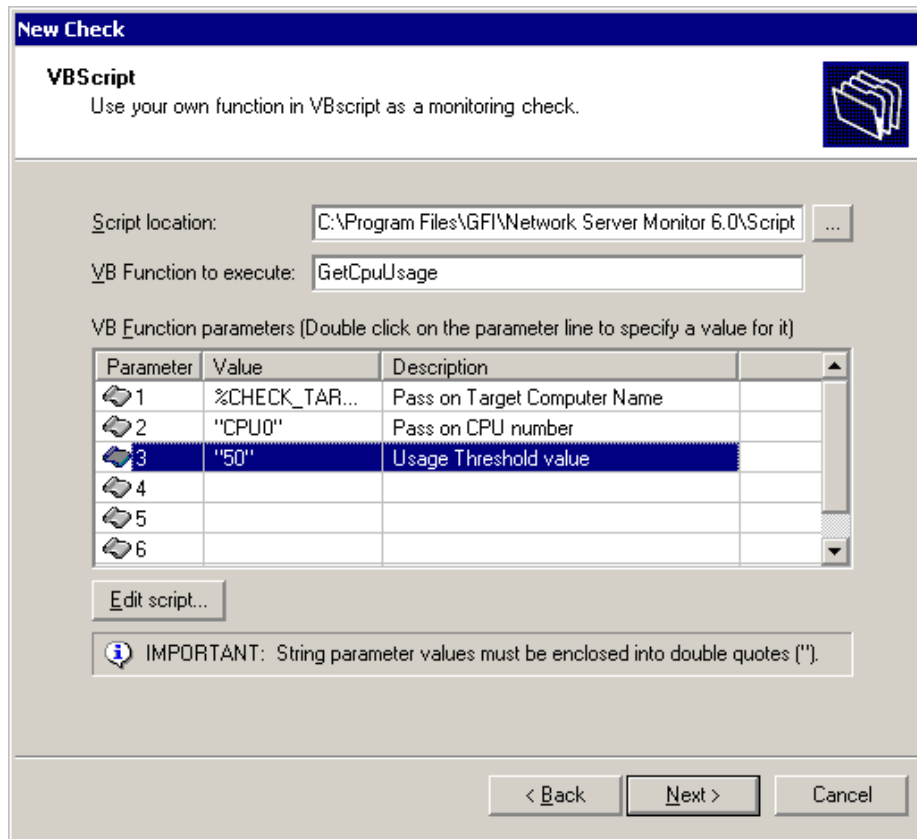 New Check
VBScript
Use your own function in VBscript as a monitoring check.
Script location: C:\Program Files\GFI\Network Server Monitor 6.0\Script ...
VB Function to execute: GetCpuUsage
VB Function parameters (Double click on the parameter line to specify a value for it)
Parameter Value Description
1 %CHECK_TAR... Pass on Target Computer Name
2 "CPU0" Pass on CPU number
3 "50" Usage Threshold value
4
5
6
Edit script...
IMPORTANT: String parameter values must be enclosed into double quotes (").
< Back Next > Cancel